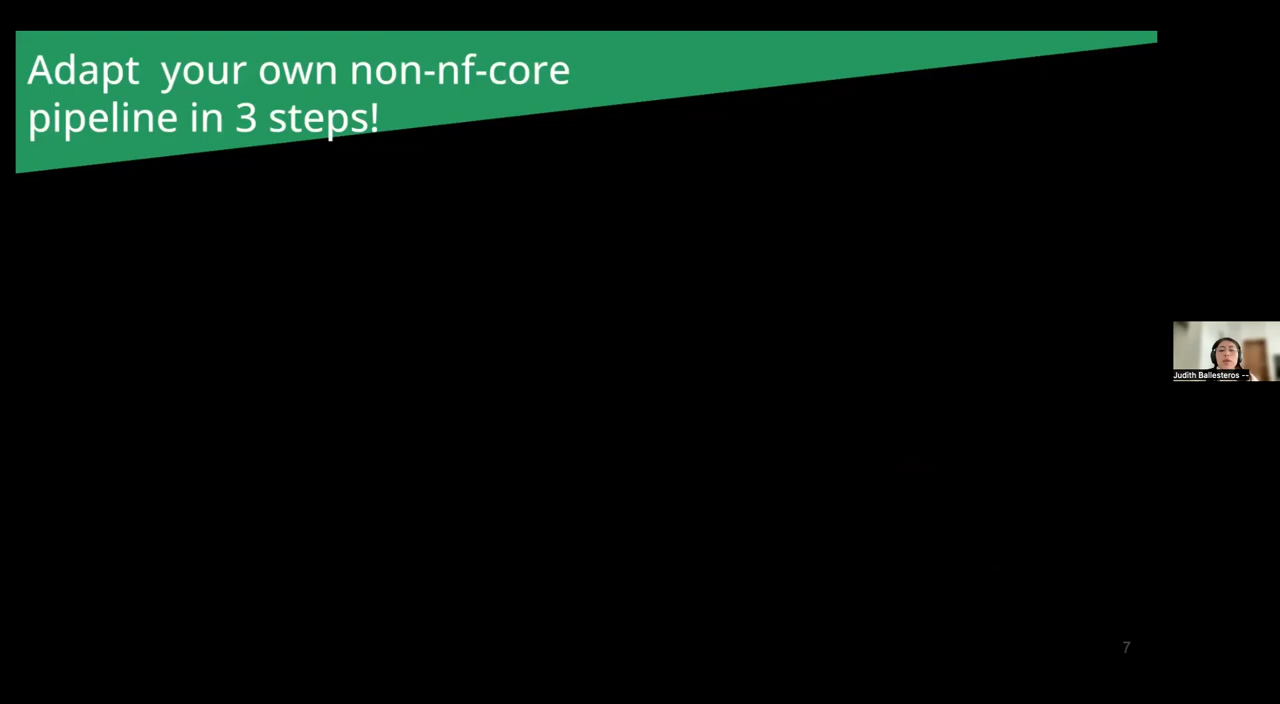 Adapt  your own non-nf-core
pipeline in 3 steps!
Judith Ballesteros --
7